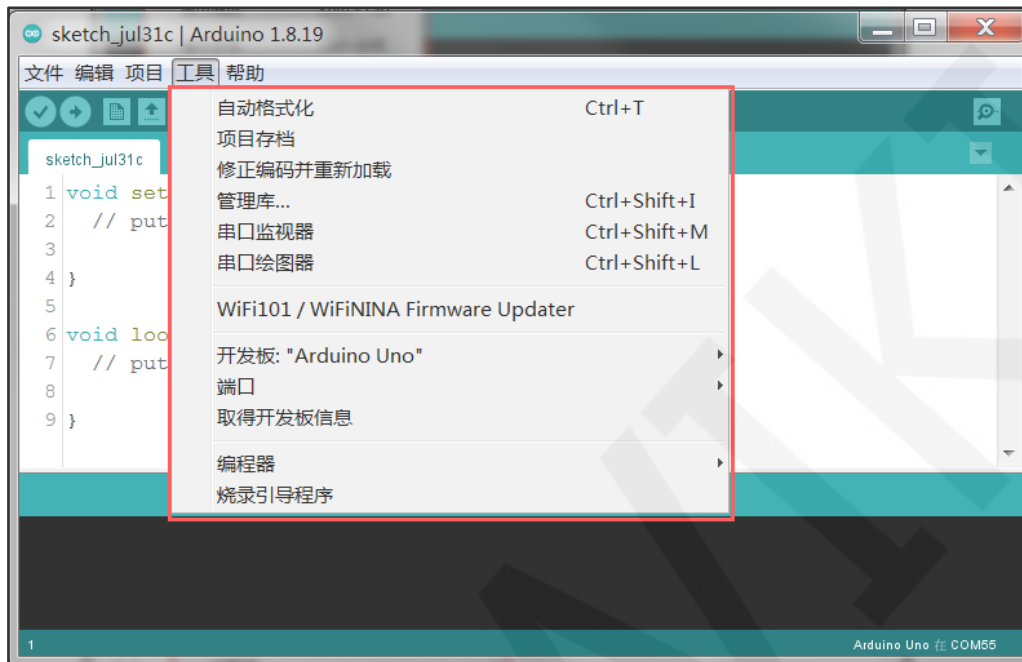 sketch_jul31c | Arduino 1.8.19
文件 编辑 项目 工具 帮助
sketch_jul31c
自动格式化 Ctrl+T
项目存档
修正编码并重新加载
管理库... Ctrl+Shift+I
串口监视器 Ctrl+Shift+M
串口绘图器 Ctrl+Shift+L
WiFi101 / WiFiNINA Firmware Updater
开发板: "Arduino Uno"
端口
取得开发板信息
编程器
烧录引导程序
1 void set
2 // put
3
4 }
5
6 void loo
7 // put
8
9 }
1
Arduino Uno 在 COM55